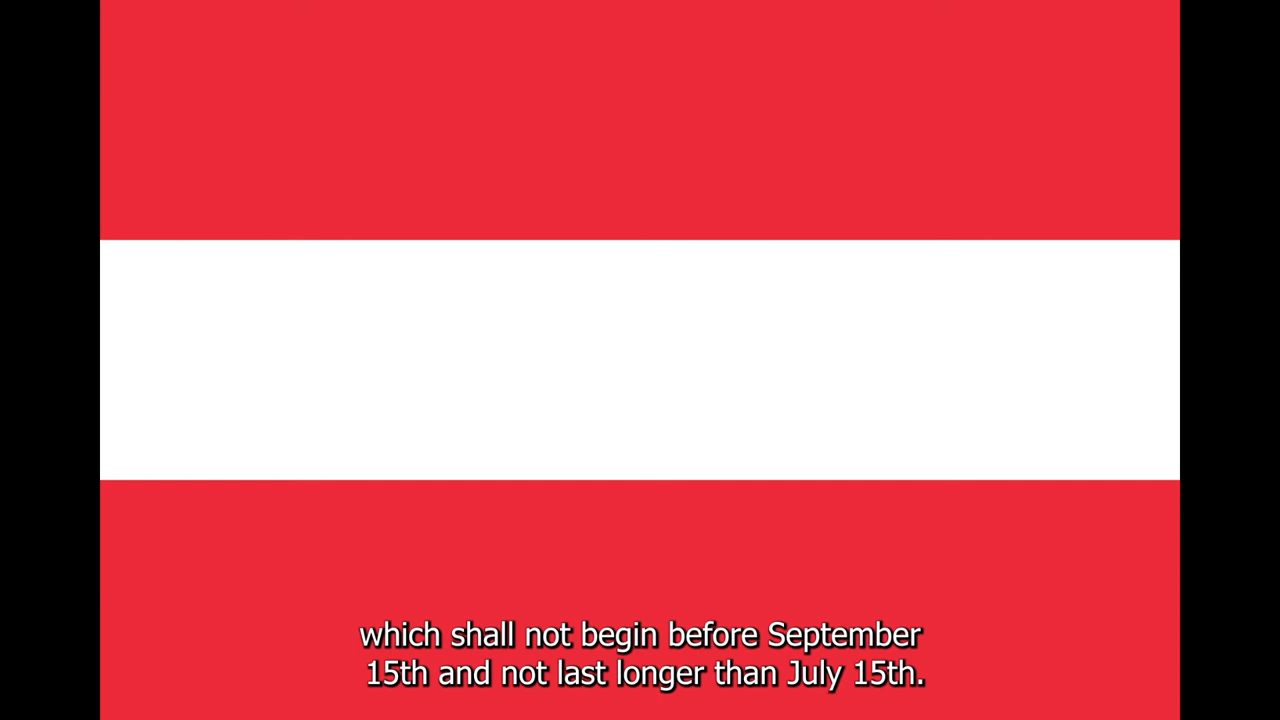 which shall not begin before September
15th and not last longer than July 15th.